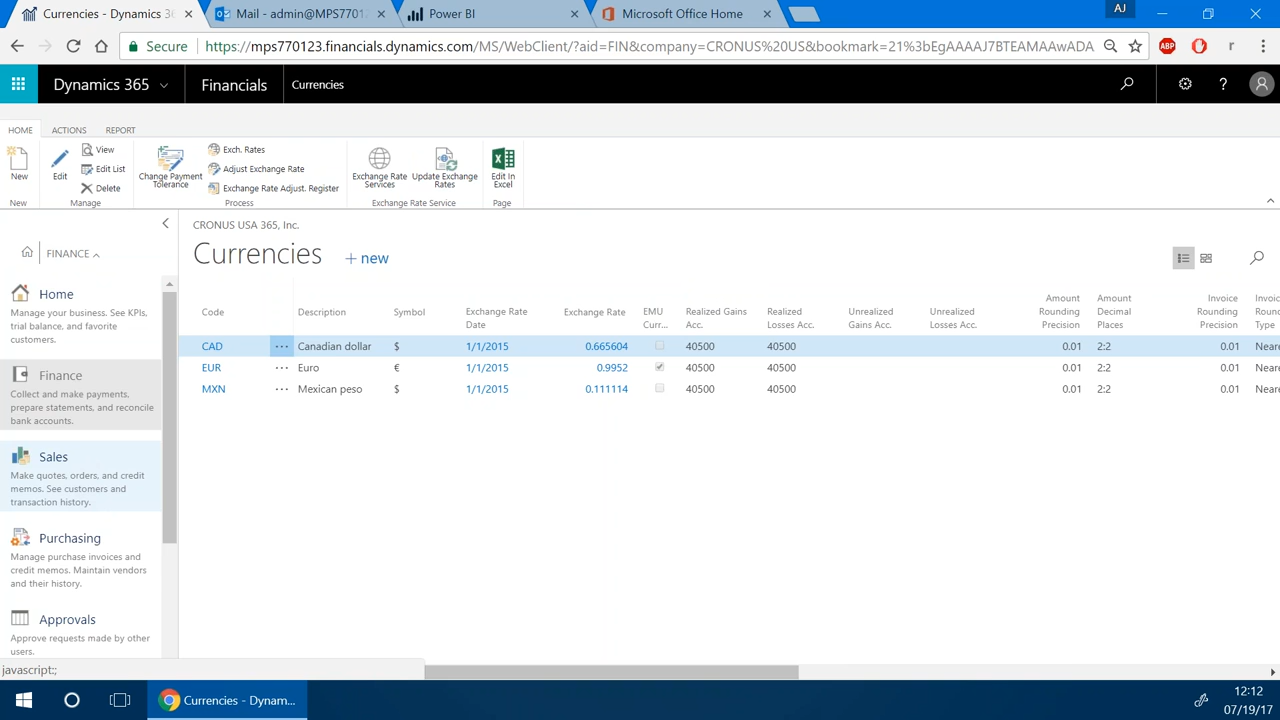 Currencies - Dynamics 3
Mail - admin@MPS7701
Power BI
Microsoft Office Home
AJ
Secure
https://mps770123.financials.dynamics.com/MS/WebClient/?aid=FIN&company=CRONUS%20US&bookmark=21%3bEgAAAAJ7BTEAMAAwADA
ABP
r
Dynamics 365
Financials
Currencies
?
HOME ACTIONS REPORT
New
Edit
View
Edit List
Delete
Change Payment
Tolerance
Exch. Rates
Adjust Exchange Rate
Exchange Rate Adjust. Register
Exchange Rate
Services
Update Exchange
Rates
Edit In
Excel
New
Manage
Process
Exchange Rate Service
Page
FINANCE
Home
Manage your business. See KPIs,
trial balance, and favorite
customers.
Finance
Collect and make payments,
prepare statements, and reconcile
bank accounts.
Sales
Make quotes, orders, and credit
memos. See customers and
transaction history.
Purchasing
Manage purchase invoices and
credit memos. Maintain vendors
and their history.
Approvals
Approve requests made by other
users.
javascript:;
CRONUS USA 365, Inc.
Currencies + new
Code
Description
Symbol
Exchange Rate
Date
Exchange Rate
EMU
Curr...
Realized Gains
Acc.
Realized
Losses Acc.
Unrealized
Gains Acc.
Unrealized
Losses Acc.
Amount
Rounding
Precision
Amount
Decimal
Places
Invoice
Rounding
Precision
Invoic
Round
Type
CAD ··· Canadian dollar $ 1/1/2015 0.665604 40500 40500 0.01 2:2 0.01 Neare
EUR ··· Euro € 1/1/2015 0.9952 40500 40500 0.01 2:2 0.01 Neare
MXN ··· Mexican peso $ 1/1/2015 0.111114 40500 40500 0.01 2:2 0.01 Neare
Currencies - Dynam...
12:12
07/19/17